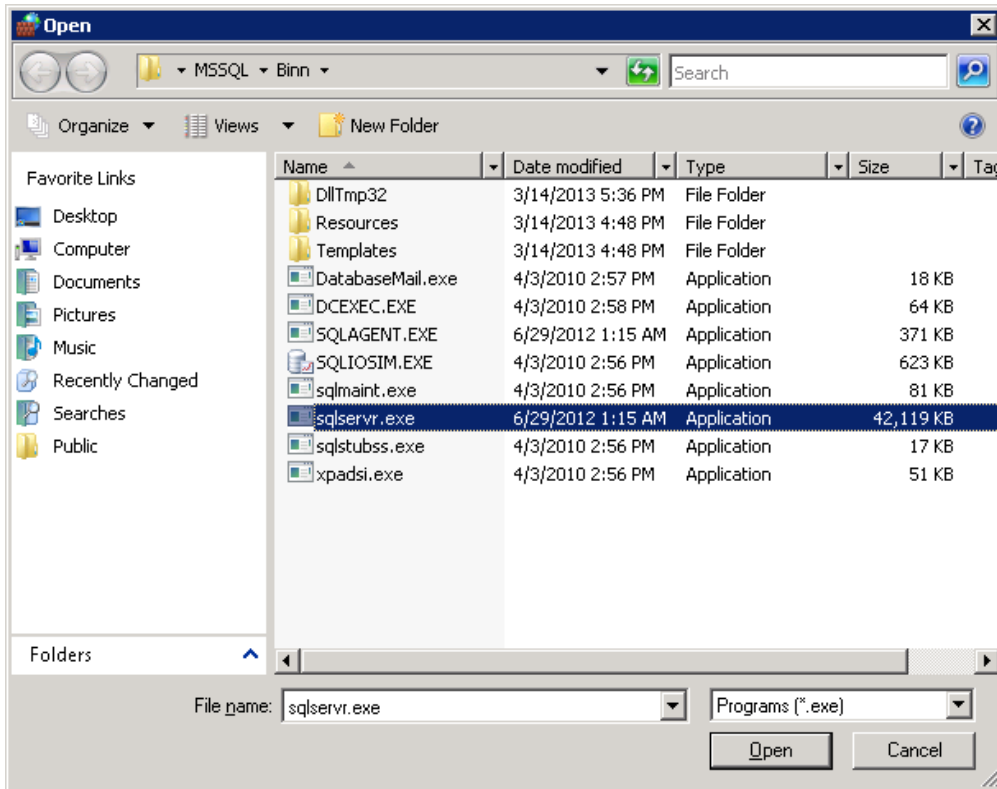 Open
MSSQL Binn Search
Organize Views New Folder
Favorite Links
Desktop
Computer
Documents
Pictures
Music
Recently Changed
Searches
Public
Folders
Name Date modified Type Size Tag
DllTmp32 3/14/2013 5:36 PM File Folder
Resources 3/14/2013 4:48 PM File Folder
Templates 3/14/2013 4:48 PM File Folder
DatabaseMail.exe 4/3/2010 2:57 PM Application 18 KB
DCEXEC.EXE 4/3/2010 2:58 PM Application 64 KB
SQLAGENT.EXE 6/29/2012 1:15 AM Application 371 KB
SQLIOSIM.EXE 4/3/2010 2:56 PM Application 623 KB
sqlmaint.exe 4/3/2010 2:56 PM Application 81 KB
sqlservr.exe 6/29/2012 1:15 AM Application 42,119 KB
sqlstubss.exe 4/3/2010 2:56 PM Application 17 KB
xpadsi.exe 4/3/2010 2:56 PM Application 51 KB
File name: sqlservr.exe Programs (*.exe)
Open Cancel